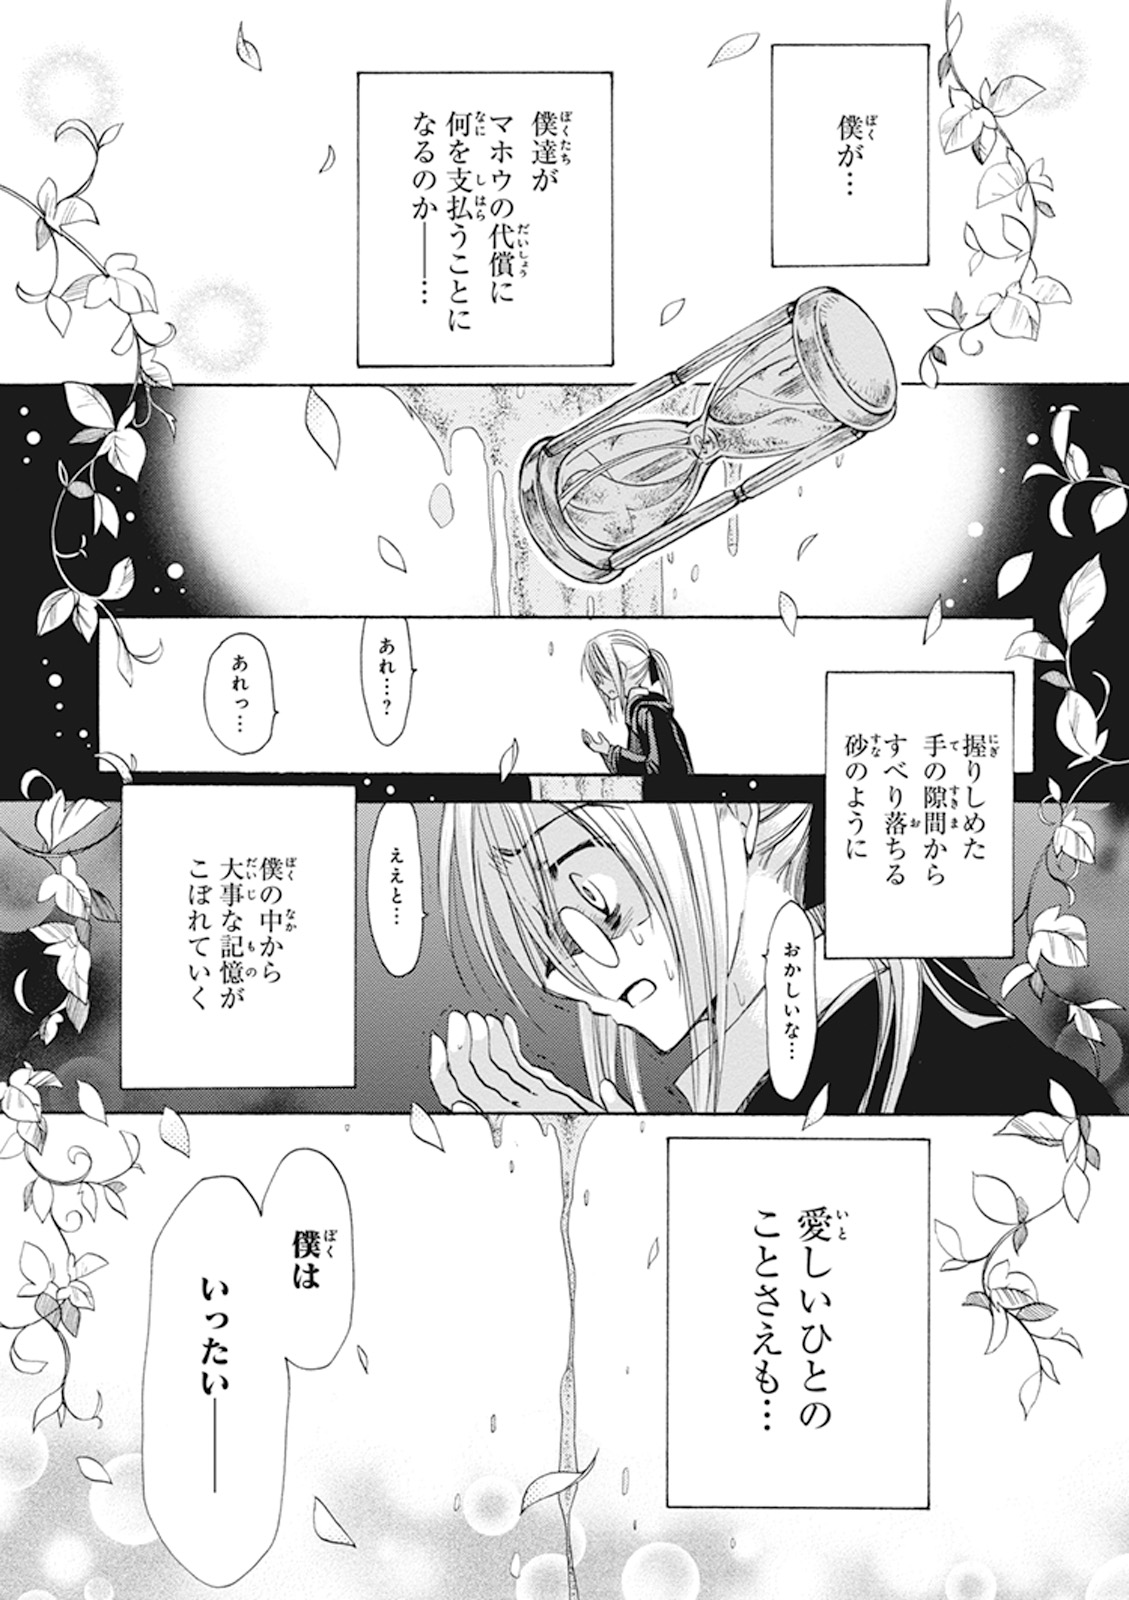 僕が…
僕達が
マホウの代償に
何を支払うことに
なるのか――…
握りしめた
手の隙間から
すべり落ちる
砂のように
あれ…?
あれっ…
おかしいな…
ええと…
僕の中から
大事な記憶が
こぼれていく
愛しいひとの
ことさえも…
僕は
いったい――